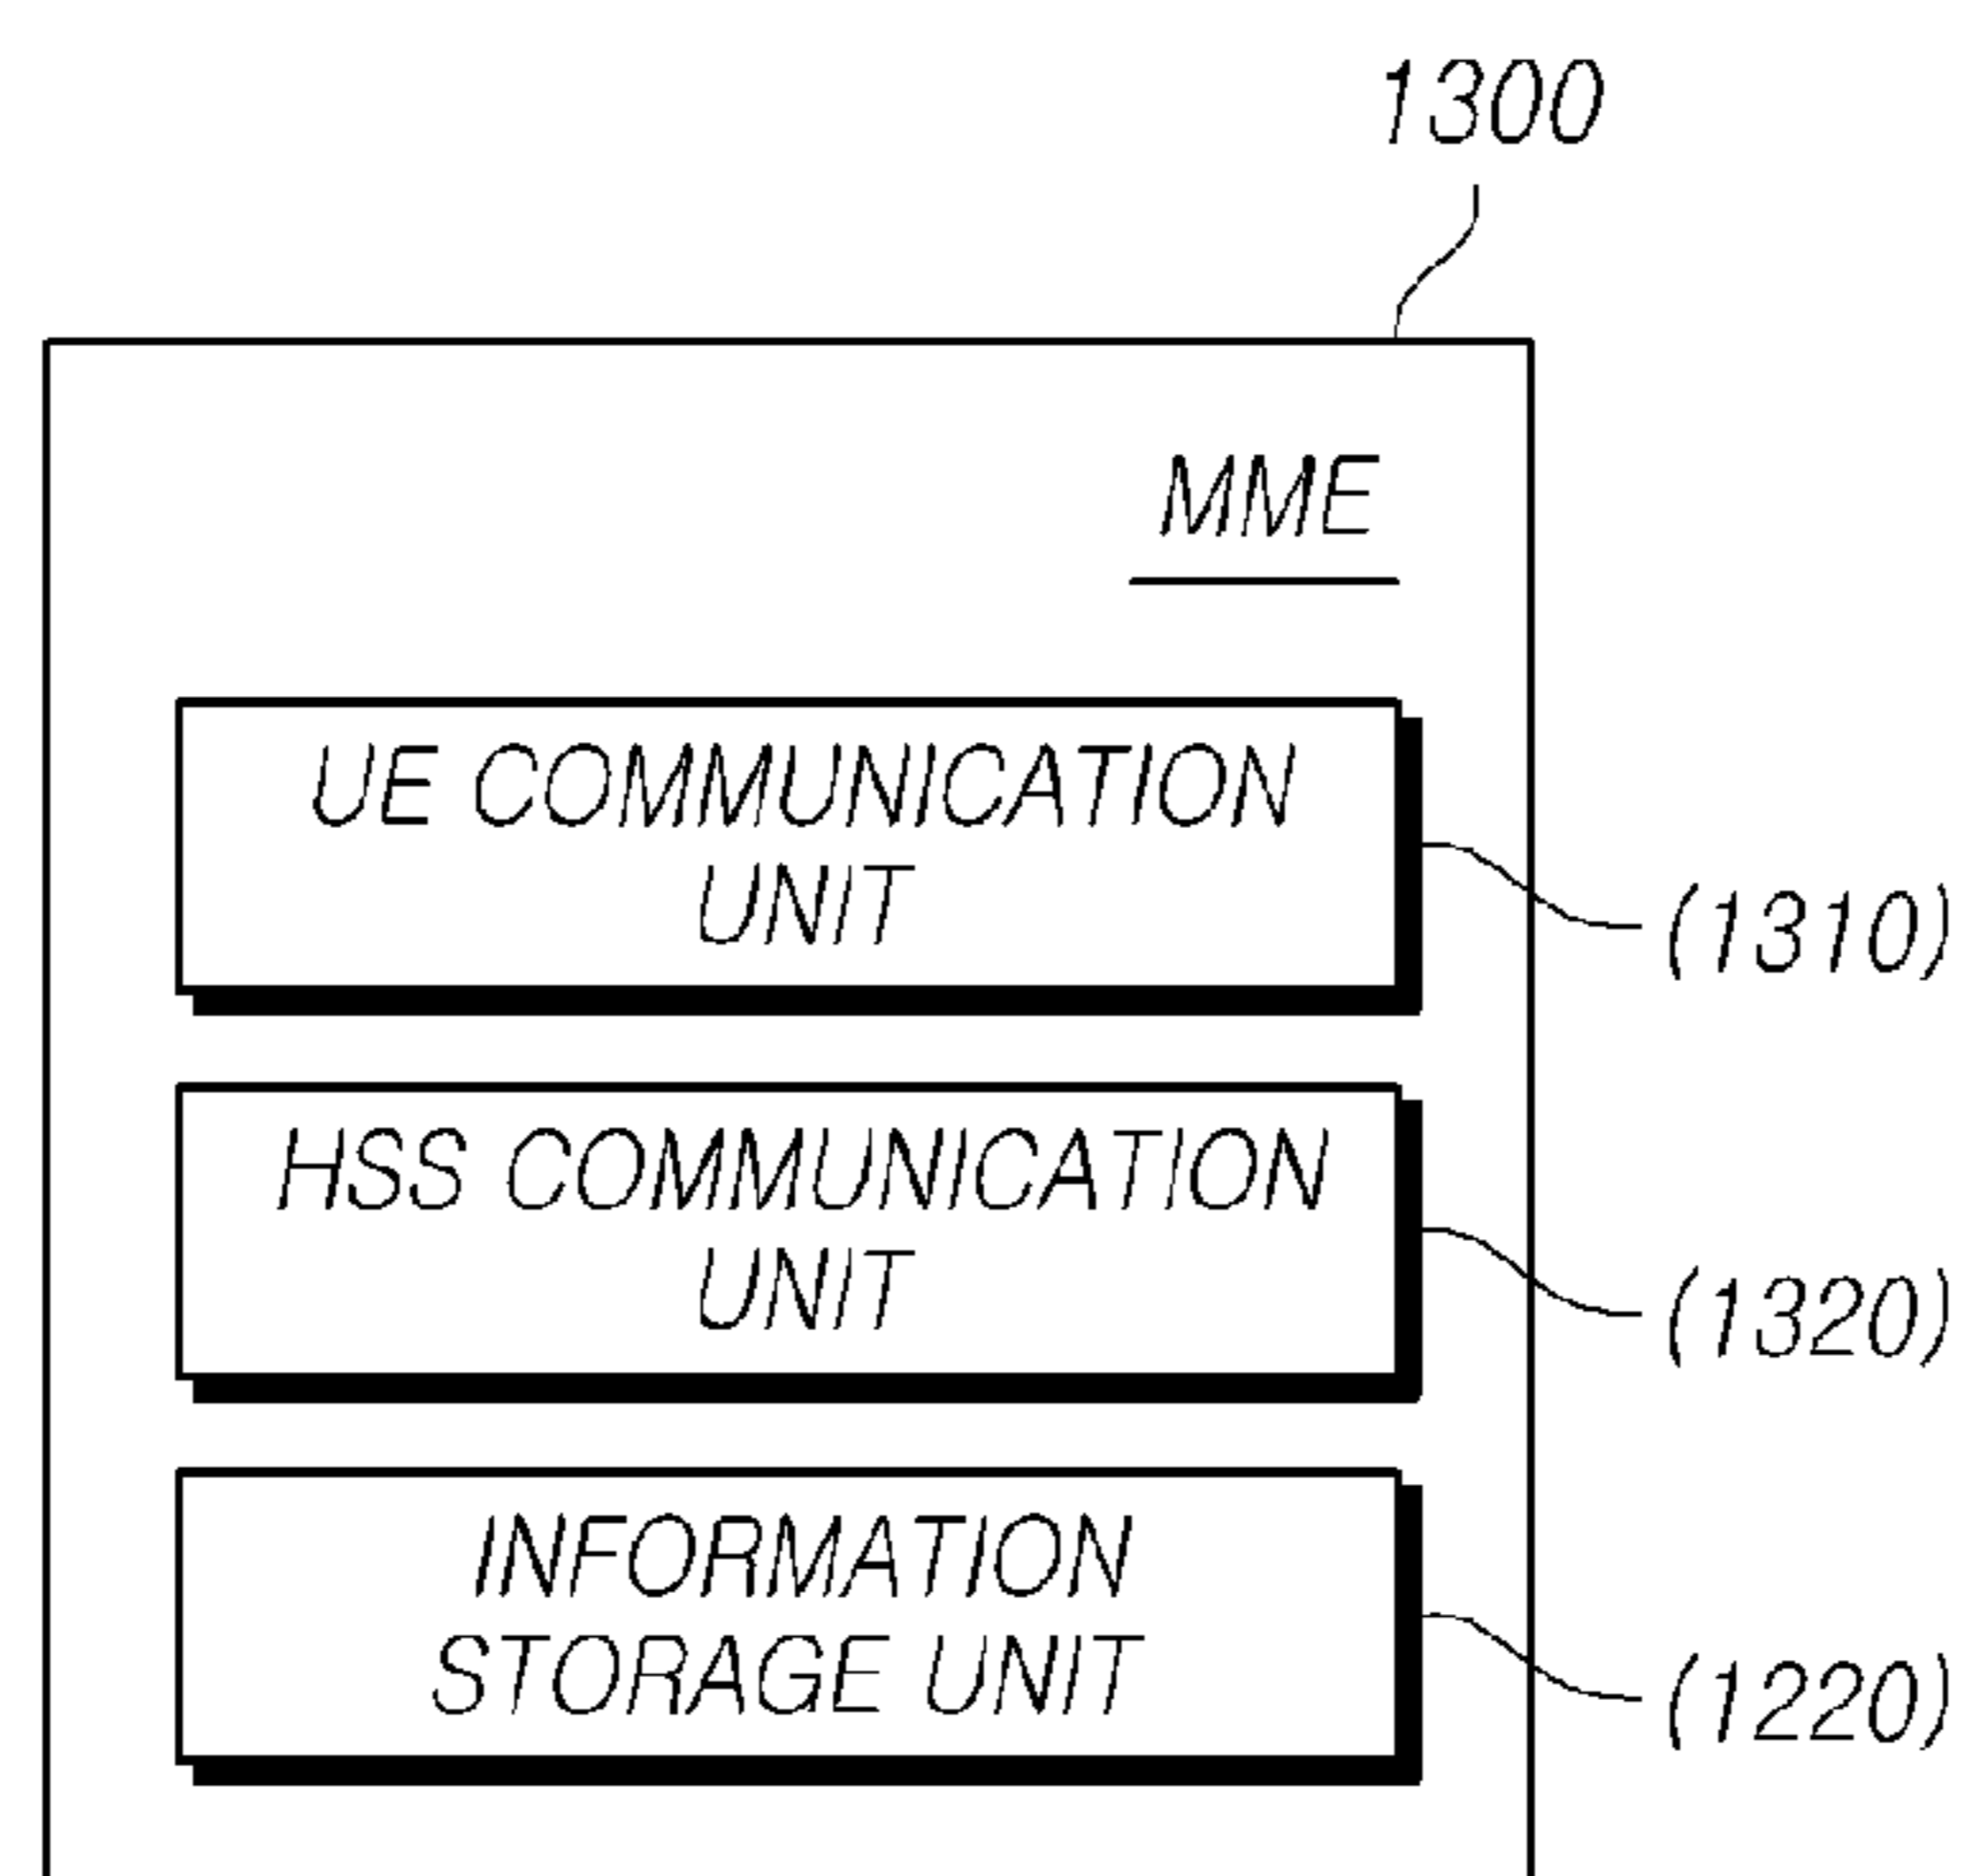 1300
MME
UE COMMUNICATION
UNIT
(1310)
HSS COMMUNICATION
UNIT
(1320)
INFORMATION
STORAGE UNIT
(1220)